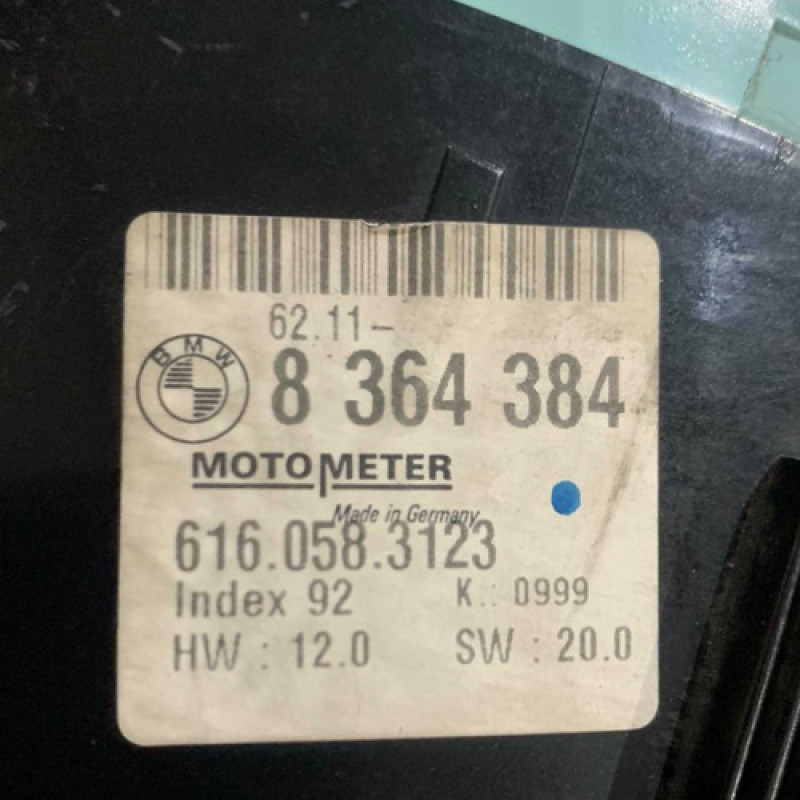 62.11-
BMW
8 364 384
MOTOMETER
Made in Germany
616.058.3123
Index 92 K.: 0999
HW : 12.0 SW : 20.0